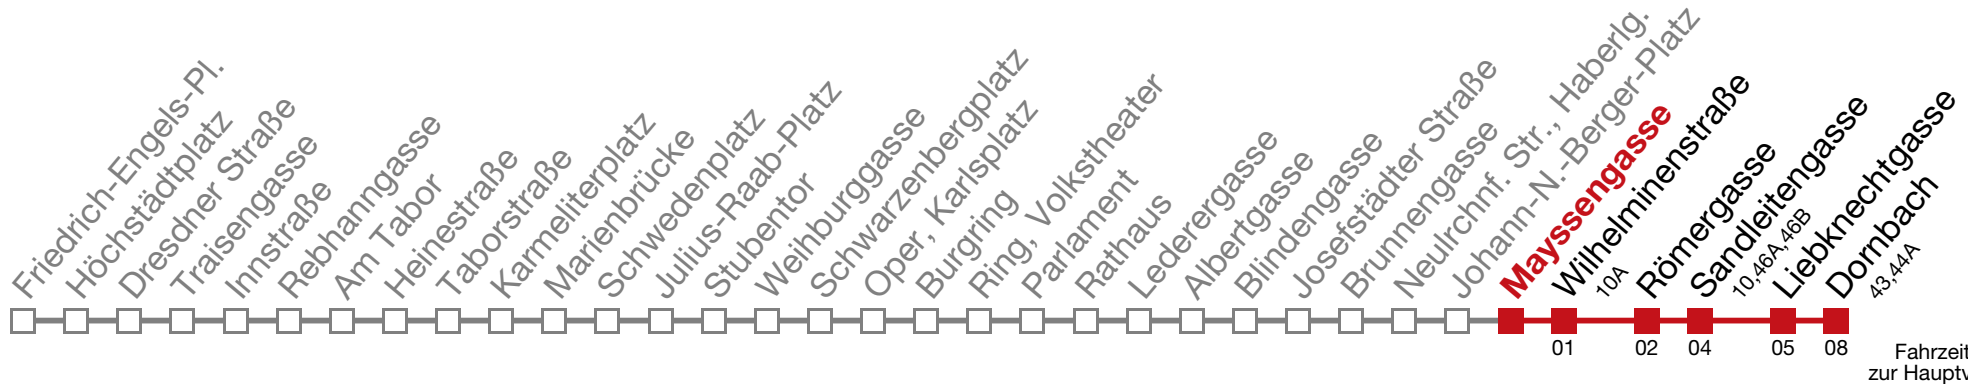 Friedrich-Engels-Pl.
Höchstädtplatz
Dresdner Straße
Traisengasse
Innstraße
Rebhanngasse
Am Tabor
Heinestraße
Taborstraße
Karmeliterplatz
Marienbrücke
Schwedenplatz
Julius-Raab-Platz
Stubentor
Weihburggasse
Schwarzenbergplatz
Oper, Karlsplatz
Burgring
Ring, Volkstheater
Parlament
Rathaus
Lederergasse
Albertgasse
Blindengasse
Josefstädter Straße
Brunnengasse
Neulrchnf. Str., Haberlg.
Johann-N.-Berger-Platz
Mayssengasse
Wilhelminenstraße
10A
Römergasse
Sandleitengasse
10,46A,46B
Liebknechtgasse
Dornbach
43,44A
01
02
04
05
08
Fahrzeit
zur Hauptv